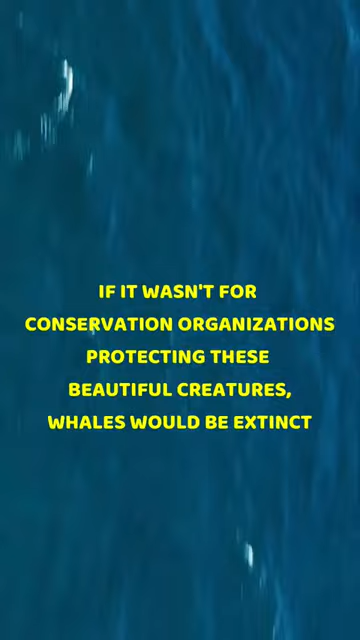 IF IT WASN'T FOR
CONSERVATION ORGANIZATIONS
PROTECTING THESE
BEAUTIFUL CREATURES,
WHALES WOULD BE EXTINCT